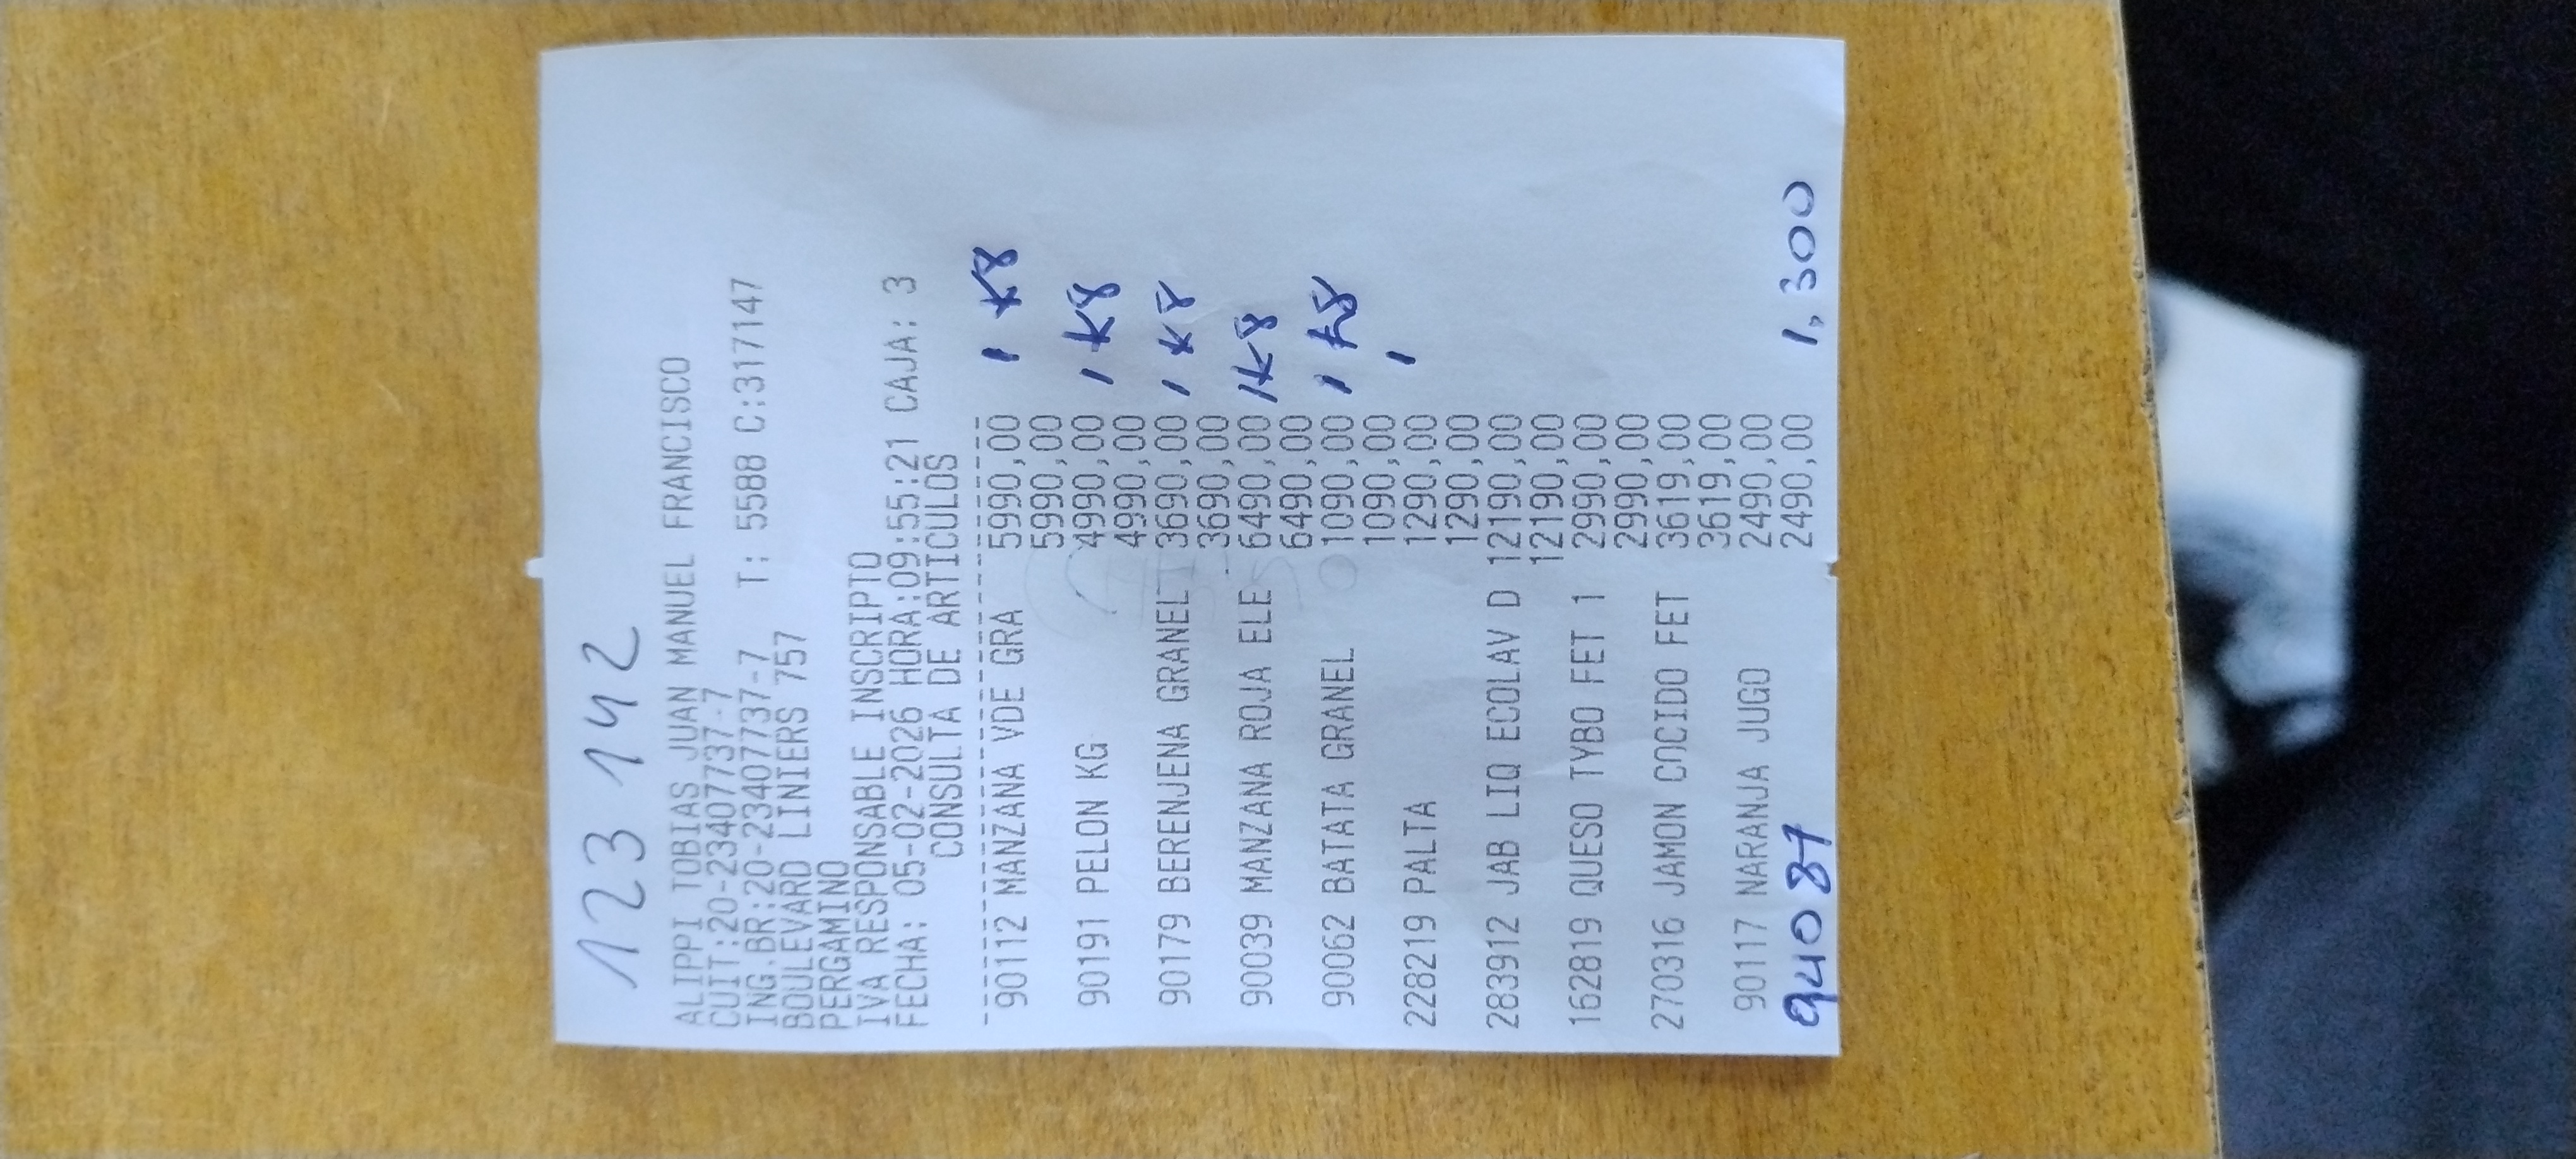 123 142
ALIPPI TOBIAS JUAN MANUEL FRANCISCO
CUIT:20-23407737-7
ING.BR:20-23407737-7 T: 5588 C:317147
BOULEVARD LINIERS 757
PERGAMINO
IVA RESPONSABLE INSCRIPTO
FECHA: 05-02-2026 HORA:09:55:21 CAJA: 3
CONSULTA DE ARTICULOS
90112 MANZANA VDE GRA 5990,00 1 Kg
5990,00
90191 PELON KG 4990,00 1 Kg
4990,00
90179 BERENJENA GRANEL 3690,00 1 Kg
3690,00
90039 MANZANA ROJA ELE 6490,00 1Kg
6490,00
90062 BATATA GRANEL 1090,00 1 Kg
1090,00
2228219 PALTA 1290,00 1
1290,00
283912 JAB LIQ ECOLAV D 12190,00
12190,00
162819 QUESO TYBO FET 1 2990,00
2990,00
270316 JAMON COCIDO FET 3619,00
3619,00
90117 NARANJA JUGO 2490,00
2490,00
94087 1,300